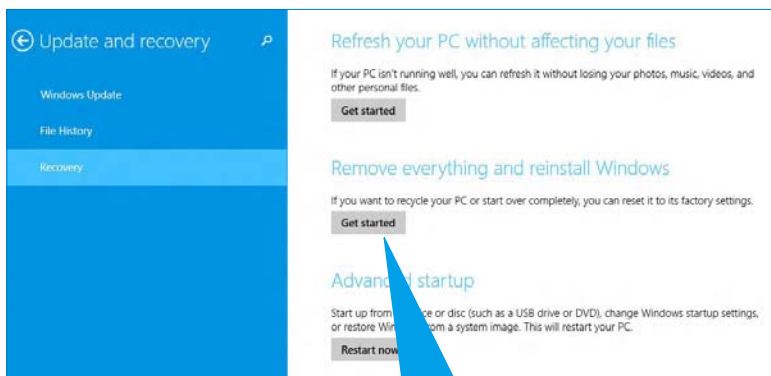 Update and recovery
Windows Update
File History
Recovery
Refresh your PC without affecting your files
If your PC isn't running well, you can refresh it without losing your photos, music, videos, and
other personal files.
Get started
Remove everything and reinstall Windows
If you want to recycle your PC or start over completely, you can reset it to its factory settings.
Get started
startup
Start up from or disc (such as a USB drive or DVD), change Windows startup settings,
or restore from a system image. This will restart your PC.
Restart now